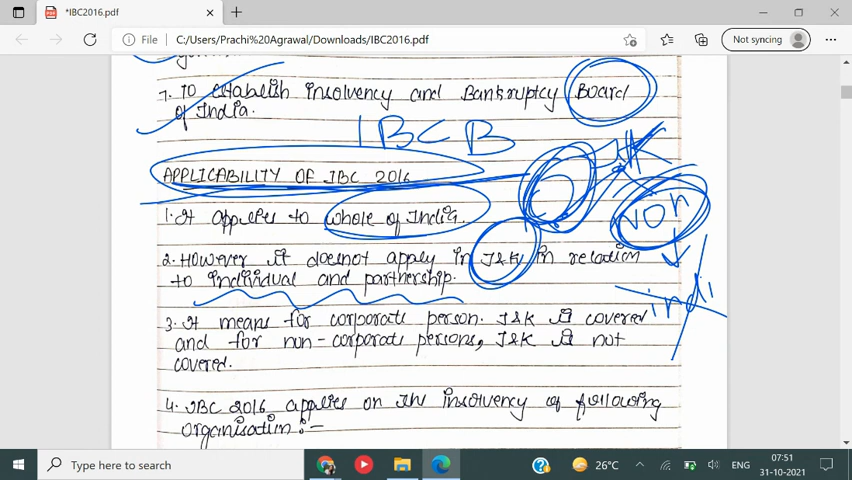 *IBC2016.pdf
File
C:/Users/Prachi%20Agrawal/Downloads/IBC2016.pdf
Not syncing
7. To establish insolvency and Bankruptcy Board
of India.
IBCB
APPLICABILITY OF IBC 2016
1. It applies to whole of India.
non
2. However it doesnot apply in J&K in relation
to individual and partnership.
indi
3. It means for corporate person. J&K is covered
and for non-corporate persons, J&K is not
covered.
4. IBC 2016 applies on the insolvency of following
organisation:-
Type here to search
26°C
ENG
07:51
31-10-2021